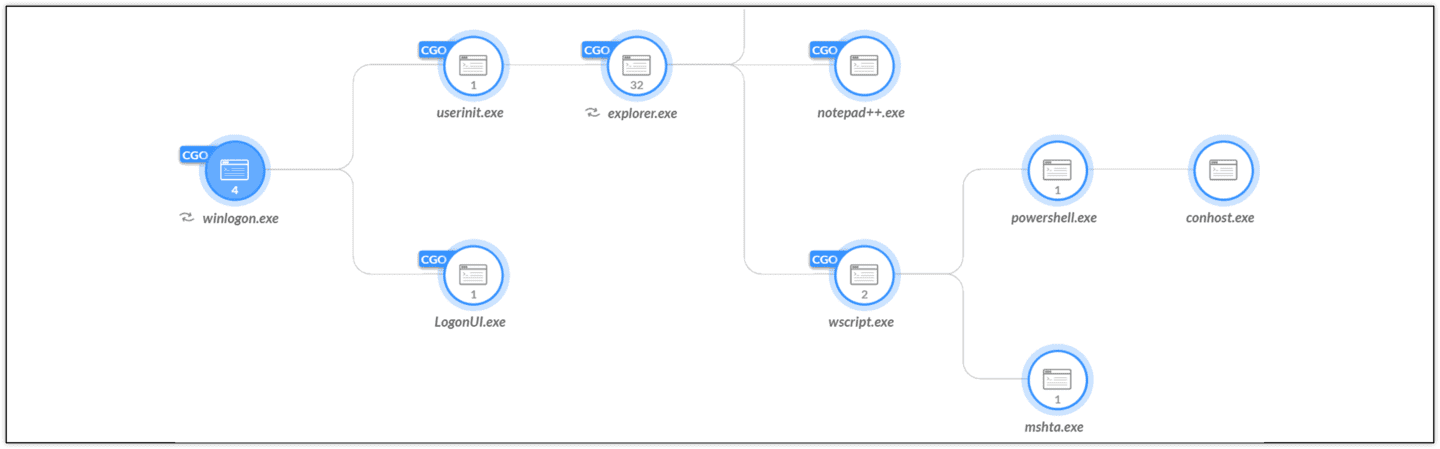 CGO
1
userinit.exe
CGO
32
explorer.exe
CGO
notepad++.exe
CGO
4
winlogon.exe
1
powershell.exe
conhost.exe
CGO
1
LogonUI.exe
CGO
2
wscript.exe
1
mshta.exe